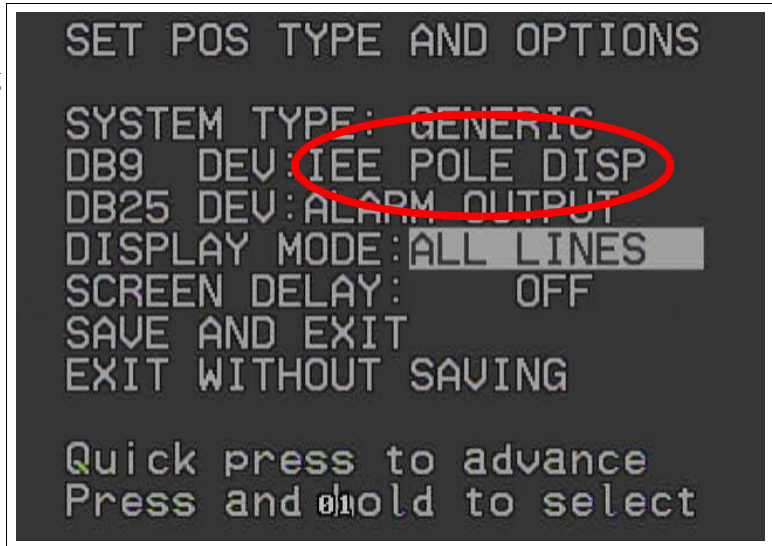 SET POS TYPE AND OPTIONS
SYSTEM TYPE: GENERIC
DB9 DEV:IEE POLE DISP
DB25 DEV:ALARM OUTPUT
DISPLAY MODE:ALL LINES
SCREEN DELAY: OFF
SAVE AND EXIT
EXIT WITHOUT SAVING
Quick press to advance
Press and hold to select